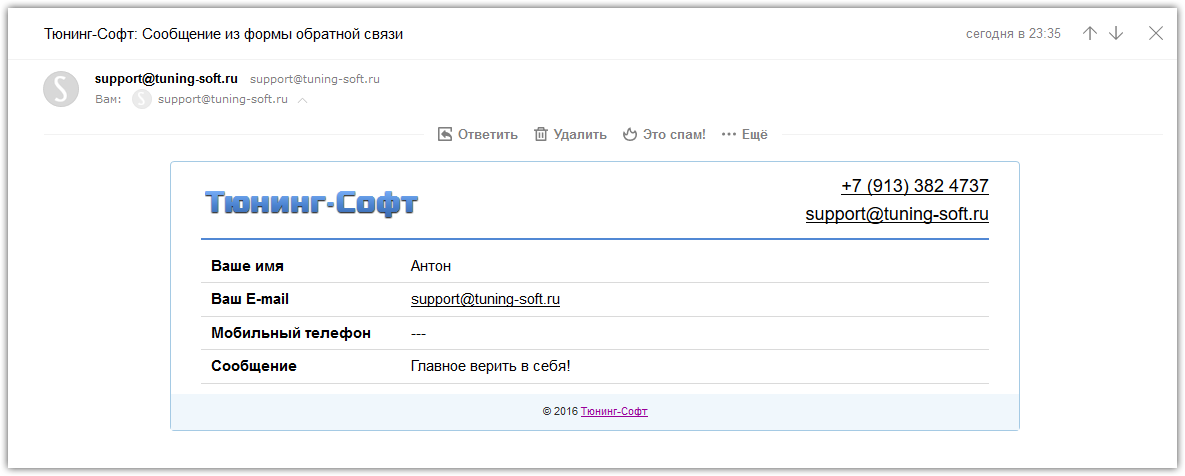 Тюнинг-Софт: Сообщение из формы обратной связи сегодня в 23:35
support@tuning-soft.ru support@tuning-soft.ru
Вам: support@tuning-soft.ru
Ответить Удалить Это спам! Ещё
Тюнинг-Софт
+7 (913) 382 4737
support@tuning-soft.ru
Ваше имя Антон
Ваш E-mail support@tuning-soft.ru
Мобильный телефон ---
Сообщение Главное верить в себя!
© 2016 Тюнинг-Софт